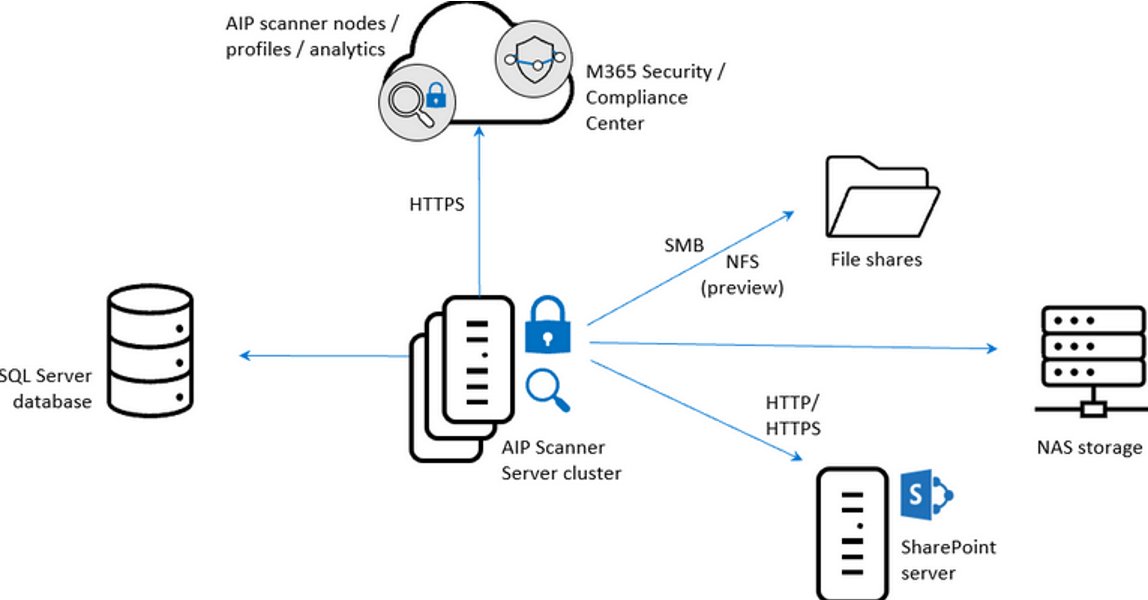 AIP scanner nodes /
profiles / analytics
M365 Security /
Compliance
Center
HTTPS
SMB
NFS
(preview)
File shares
SQL Server
database
AIP Scanner
Server cluster
HTTP/
HTTPS
NAS storage
S
SharePoint
server